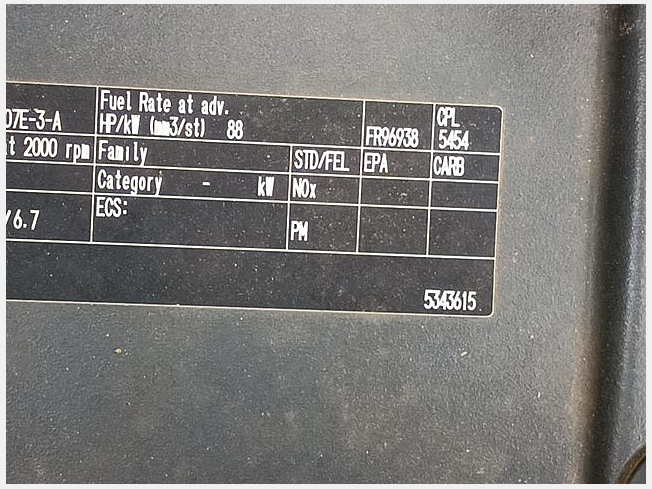 07E-3-A
Fuel Rate at adv.
HP/kW (mm3/st) 88
FR96938
CPL
5454
t 2000 rpm
Family
STD/FEL
EPA
CARB
Category - kW
NOx
/6.7
ECS:
PM
5343615